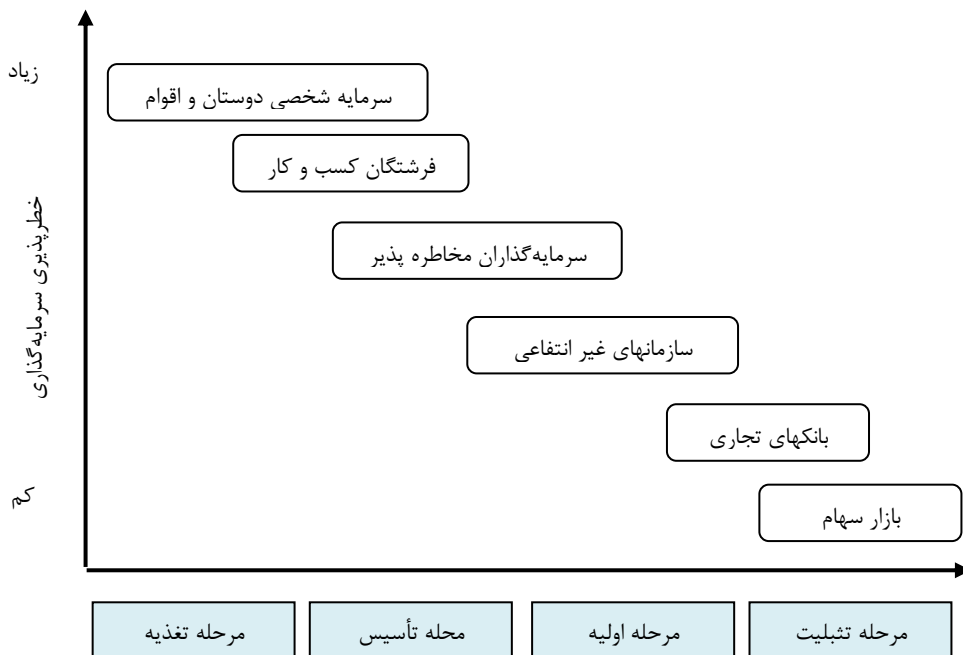 زیاد
سرمایه شخصی دوستان و اقوام
فرشتگان کسب و کار
خطرپذیری سرمایه‌گذاری
سرمایه‌گذاران مخاطره پذیر
سازمانهای غیر انتفاعی
بانکهای تجاری
کم
بازار سهام
مرحله تغذیه
محله تأسیس
مرحله اولیه
مرحله تثبلیت